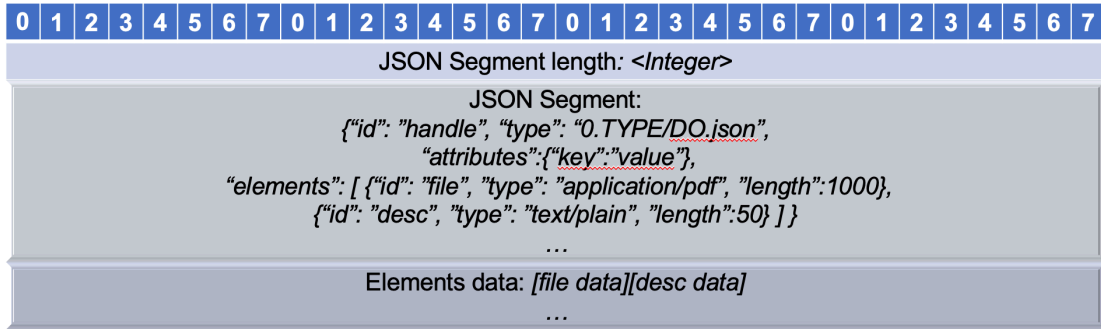 0 1 2 3 4 5 6 7 0 1 2 3 4 5 6 7 0 1 2 3 4 5 6 7 0 1 2 3 4 5 6 7
JSON Segment length: <Integer>
JSON Segment:
{“id”: ”handle”, “type”: “0.TYPE/DO.json”,
“attributes”:{“key”:”value”},
“elements”: [ {“id”: ”file”, ”type”: ”application/pdf”, ”length”:1000},
{“id”: ”desc”, ”type”: ”text/plain”, ”length”:50} ] }
…
Elements data: [file data][desc data]
…